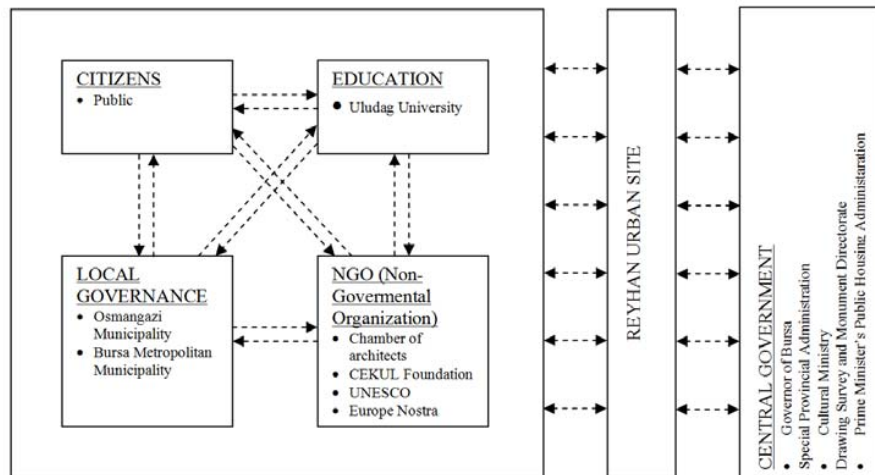 CITIZENS
• Public
EDUCATION
• Uludag University
LOCAL
GOVERNANCE
• Osmangazi
Municipality
• Bursa Metropolitan
Municipality
NGO (Non-
Govermental
Organization)
• Chamber of
architects
• CEKUL Foundation
• UNESCO
• Europe Nostra
REYHAN URBAN SITE
CENTRAL GOVERNMENT
• Governor of Bursa
Special Provincial Administration
• Cultural Ministry
Drawing Survey and Monument Directorate
• Prime Minister's Public Housing Administaration